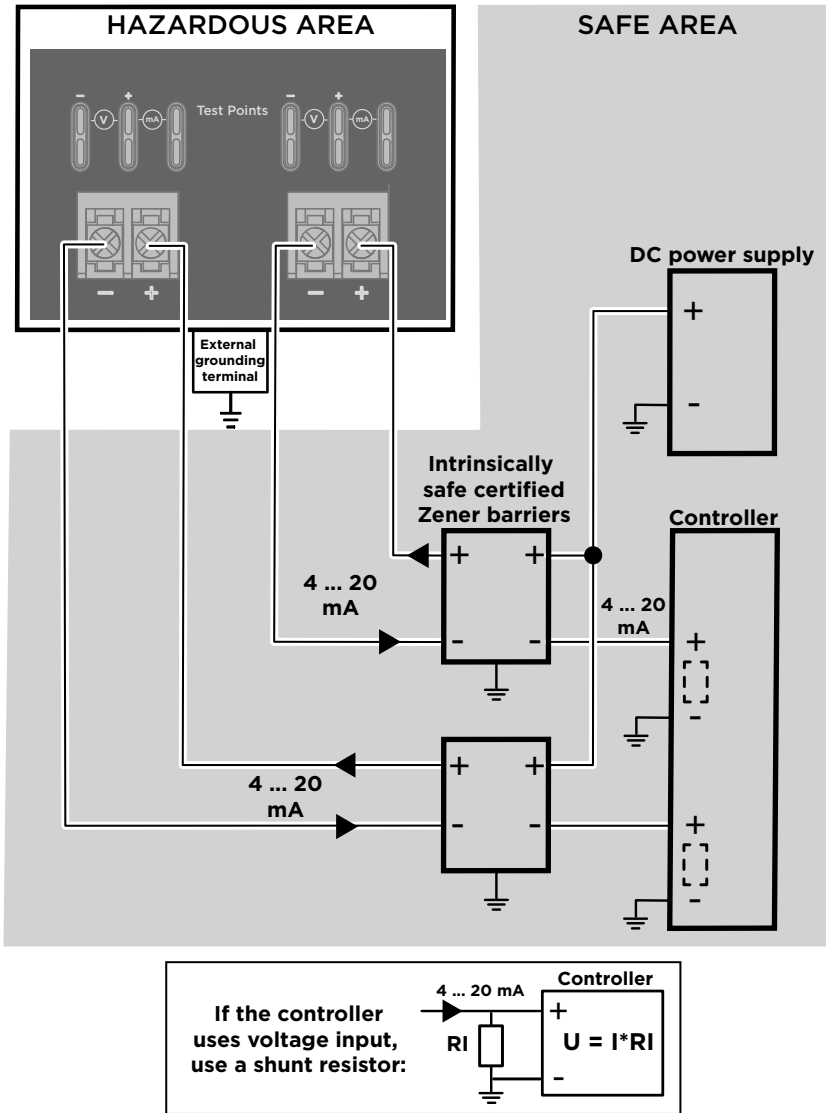 HAZARDOUS AREA
SAFE AREA
- +
V mA
Test Points
- +
V mA
- +
- +
External
grounding
terminal
DC power supply
+
-
Intrinsically
safe certified
Zener barriers
Controller
+ +
4 ... 20
mA
4 ... 20
mA
- -
+
-
+ +
4 ... 20
mA
- -
+
-
If the controller
uses voltage input,
use a shunt resistor:
4 ... 20 mA
Controller
+
RI
U = I*RI
-